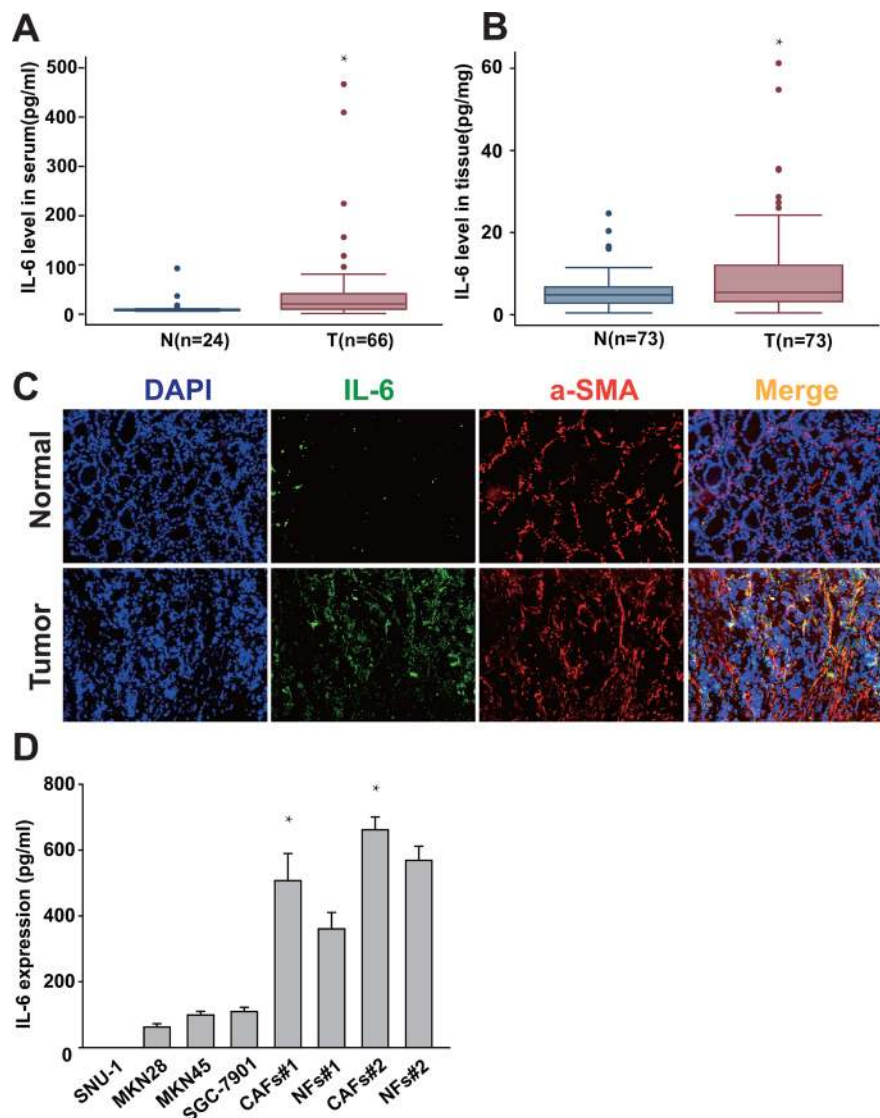 A
IL-6 level in serum(pg/ml)
500
400
300
200
100
0
*
N(n=24)
T(n=66)
B
IL-6 level in tissue(pg/mg)
60
40
20
0
*
N(n=73)
T(n=73)
C
DAPI
IL-6
a-SMA
Merge
Normal
Tumor
D
IL-6 expression (pg/ml)
800
600
400
200
0
*
*
SNU-1
MKN28
MKN45
SGC-7901
CAFs#1
NFs#1
CAFs#2
NFs#2